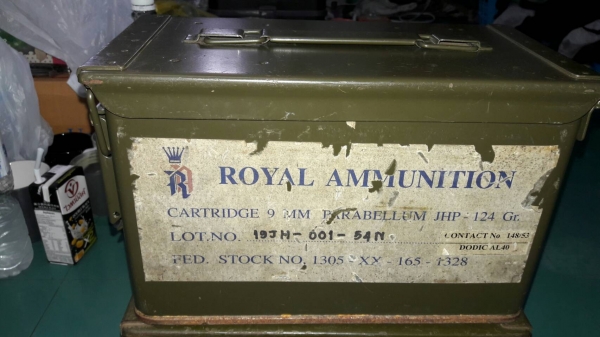 ROYAL AMMUNITION
CARTRIDGE 9 MM PARABELLUM JHP - 124 Gr.
LOT.NO. 19JH-001-54N CONTACT No 148/53
DODIC AL40
FED. STOCK NO. 1305 - XX - 165 - 1328